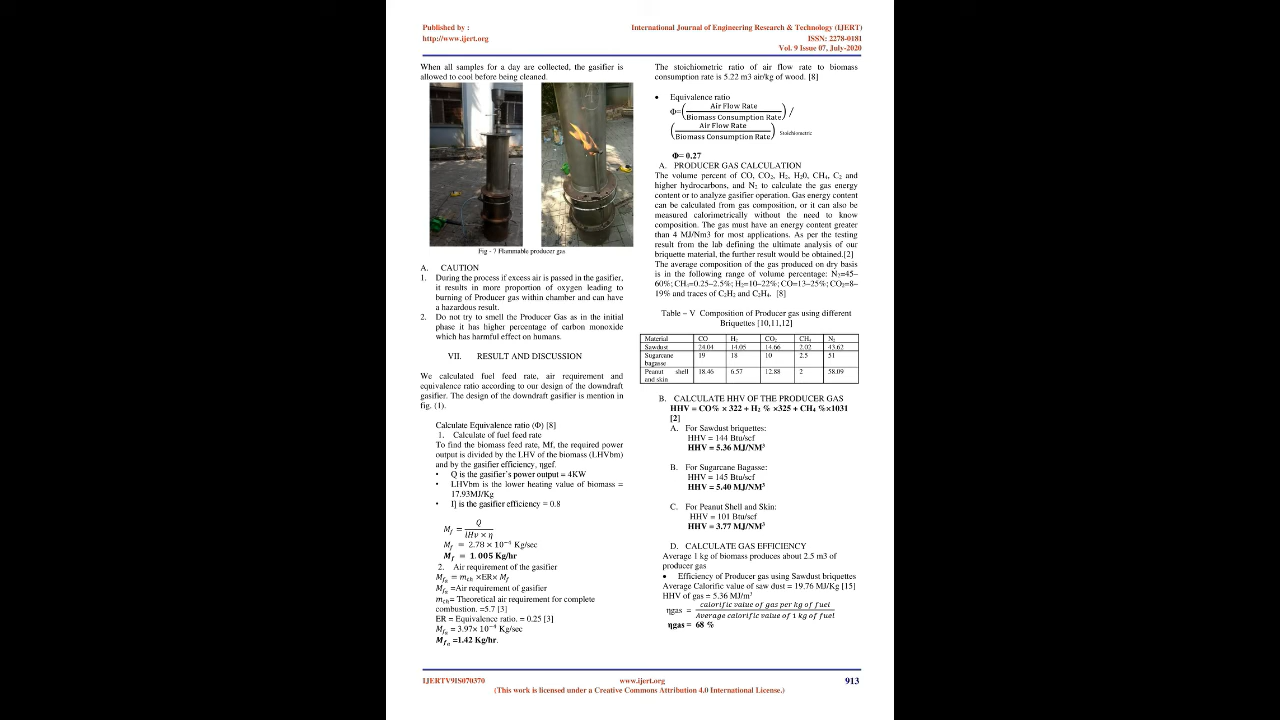 Published by :
http://www.ijert.org
International Journal of Engineering Research & Technology (IJERT)
ISSN: 2278-0181
Vol. 9 Issue 07, July-2020
When all samples for a day are collected, the gasifier is
allowed to cool before being cleaned.
Fig - 7 Flammable producer gas
A. CAUTION
1. During the process if excess air is passed in the gasifier,
it results in more proportion of oxygen leading to
burning of Producer gas within chamber and can have
a hazardous result.
2. Do not try to smell the Producer Gas as in the initial
phase it has higher percentage of carbon monoxide
which has harmful effect on humans.
VII. RESULT AND DISCUSSION
We calculated fuel feed rate, air requirement and
equivalence ratio according to our design of the downdraft
gasifier. The design of the downdraft gasifier is mention in
fig. (1).
Calculate Equivalence ratio (Φ) [8]
1. Calculate of fuel feed rate
To find the biomass feed rate, Mf, the required power
output is divided by the LHV of the biomass (LHVbm)
and by the gasifier efficiency, ηgef.
• Q is the gasifier's power output = 4KW
• LHVbm is the lower heating value of biomass =
17.93MJ/Kg
• Ƞ is the gasifier efficiency = 0.8
M_f = Q / (lHv × η)
M_f = 2.78 × 10⁻⁴ Kg/sec
M_f = 1.005 Kg/hr
2. Air requirement of the gasifier
M_fa = m_ch ×ER× M_f
M_fa =Air requirement of gasifier
m_ch= Theoretical air requirement for complete
combustion. =5.7 [3]
ER = Equivalence ratio. = 0.25 [3]
M_fa = 3.97× 10⁻⁴ Kg/sec
M_fa =1.42 Kg/hr.
The stoichiometric ratio of air flow rate to biomass
consumption rate is 5.22 m3 air/kg of wood. [8]
• Equivalence ratio
Φ=(Air Flow Rate / Biomass Consumption Rate) /
(Air Flow Rate / Biomass Consumption Rate) Stoichiometric
Φ= 0.27
A. PRODUCER GAS CALCULATION
The volume percent of CO, CO₂, H₂, H₂0, CH₄, C₂ and
higher hydrocarbons, and N₂ to calculate the gas energy
content or to analyze gasifier operation. Gas energy content
can be calculated from gas composition, or it can also be
measured calorimetrically without the need to know
composition. The gas must have an energy content greater
than 4 MJ/Nm3 for most applications. As per the testing
result from the lab defining the ultimate analysis of our
briquette material, the further result would be obtained.[2]
The average composition of the gas produced on dry basis
is in the following range of volume percentage: N₂=45–
60%; CH₄=0.25–2.5%; H₂=10–22%; CO=13–25%; CO₂=8–
19% and traces of C₂H₂ and C₂H₄. [8]
Table – V Composition of Producer gas using different
Briquettes [10,11,12]
Material CO H₂ CO₂ CH₄ N₂
Sawdust 24.04 14.05 14.66 2.02 43.62
Sugarcane bagasse 19 18 10 2.5 51
Peanut shell and skin 18.46 6.57 12.88 2 58.09
B. CALCULATE HHV OF THE PRODUCER GAS
HHV = CO% × 322 + H₂ % ×325 + CH₄ %×1031
[2]
A. For Sawdust briquettes:
HHV = 144 Btu/scf
HHV = 5.36 MJ/NM³
B. For Sugarcane Bagasse:
HHV = 145 Btu/scf
HHV = 5.40 MJ/NM³
C. For Peanut Shell and Skin:
HHV = 101 Btu/scf
HHV = 3.77 MJ/NM³
D. CALCULATE GAS EFFICIENCY
Average 1 kg of biomass produces about 2.5 m3 of
producer gas
• Efficiency of Producer gas using Sawdust briquettes
Average Calorific value of saw dust = 19.76 MJ/Kg [15]
HHV of gas = 5.36 MJ/m³
ηgas = calorific value of gas per kg of fuel / Average calorific value of 1 kg of fuel
ηgas = 68 %
IJERTV9IS070370
www.ijert.org
(This work is licensed under a Creative Commons Attribution 4.0 International License.)
913